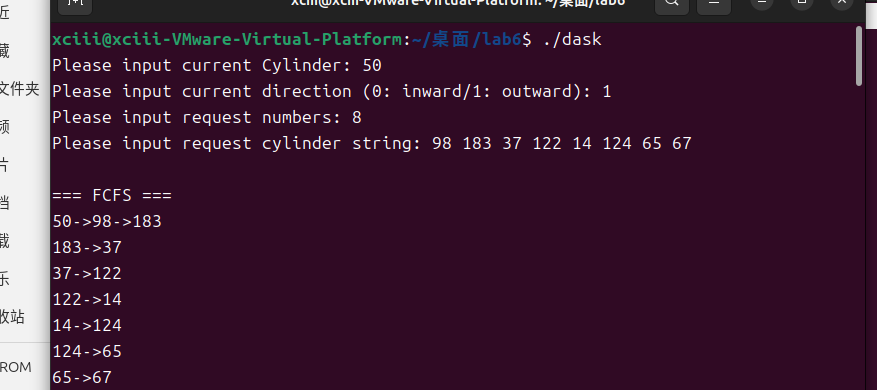 近
藏
文件夹
频
片
档
载
乐
收站
ROM
xciii@xciii-VMware-Virtual-Platform: ~/桌面/lab6
xciii@xciii-VMware-Virtual-Platform:~/桌面/lab6$ ./dask
Please input current Cylinder: 50
Please input current direction (0: inward/1: outward): 1
Please input request numbers: 8
Please input request cylinder string: 98 183 37 122 14 124 65 67
=== FCFS ===
50->98->183
183->37
37->122
122->14
14->124
124->65
65->67